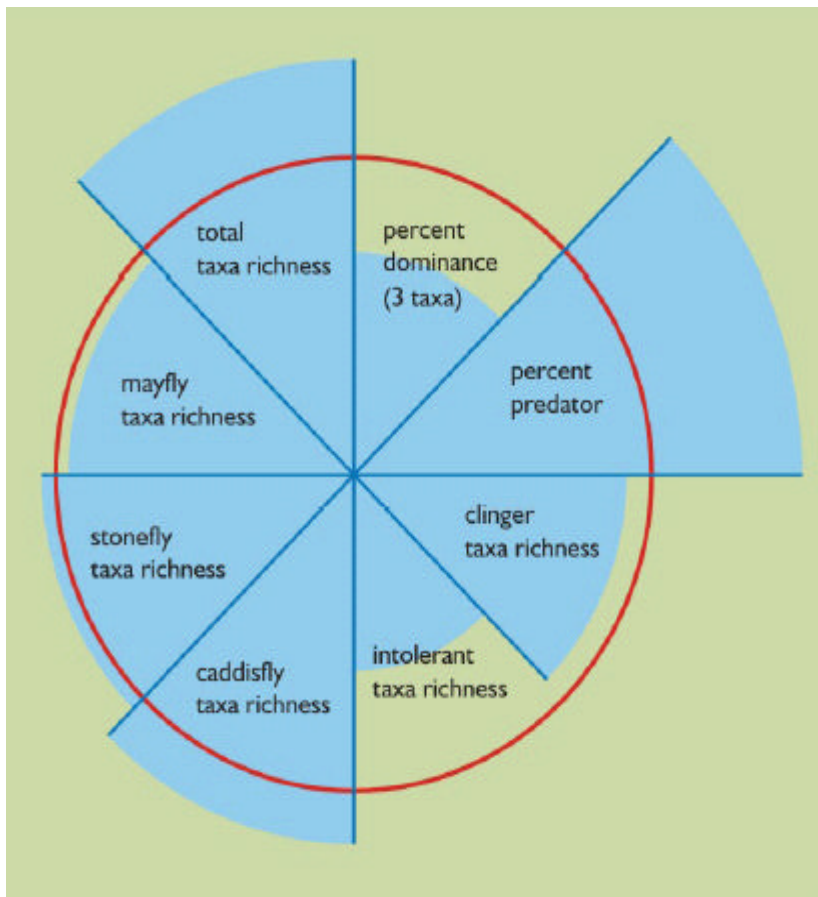 total
taxa richness
percent
dominance
(3 taxa)
mayfly
taxa richness
percent
predator
stonefly
taxa richness
clinger
taxa richness
caddisfly
taxa richness
intolerant
taxa richness